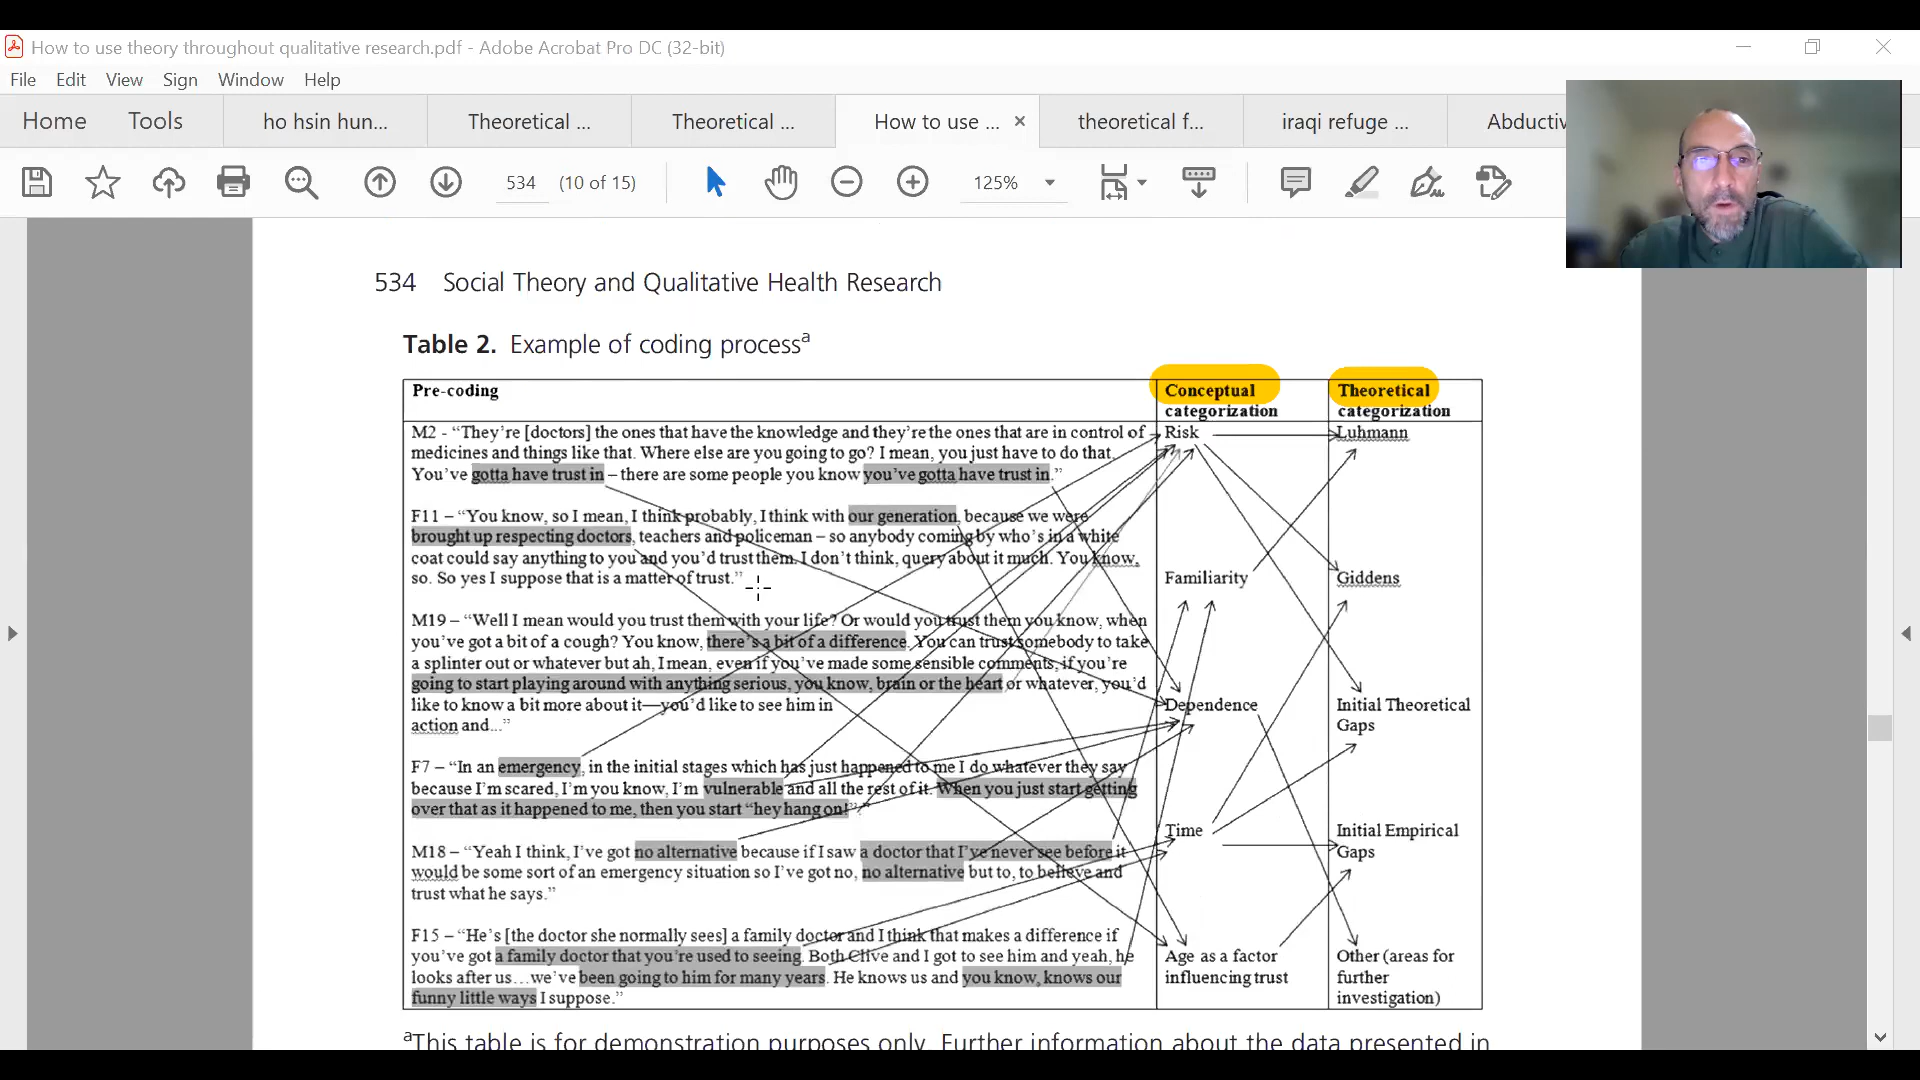 How to use theory throughout qualitative research.pdf - Adobe Acrobat Pro DC (32-bit)
File Edit View Sign Window Help
Home Tools ho hsin hun... Theoretical ... Theoretical ... How to use ... × theoretical f... iraqi refuge ... Abductiv
534 (10 of 15) 125%
534 Social Theory and Qualitative Health Research
Table 2. Example of coding processa
Pre-coding
M2 - “They’re [doctors] the ones that have the knowledge and they’re the ones that are in control of
medicines and things like that. Where else are you going to go? I mean, you just have to do that.
You’ve gotta have trust in – there are some people you know you’ve gotta have trust in.”
F11 – “You know, so I mean, I think probably, I think with our generation, because we were
brought up respecting doctors, teachers and policeman – so anybody coming by who’s in a white
coat could say anything to you and you’d trust them. I don’t think, query about it much. You know,
so. So yes I suppose that is a matter of trust.”
M19 – “Well I mean would you trust them with your life? Or would you trust them you know, when
you’ve got a bit of a cough? You know, there’s a bit of a difference. You can trust somebody to take
a splinter out or whatever but ah, I mean, even if you’ve made some sensible comments, if you’re
going to start playing around with anything serious, you know, brain or the heart or whatever, you’d
like to know a bit more about it—you’d like to see him in
action and...”
F7 – “In an emergency, in the initial stages which has just happened to me I do whatever they say
because I’m scared, I’m you know, I’m vulnerable and all the rest of it. When you just start getting
over that as it happened to me, then you start “hey hang on!”.”
M18 – “Yeah I think, I’ve got no alternative because if I saw a doctor that I’ve never see before it
would be some sort of an emergency situation so I’ve got no, no alternative but to, to believe and
trust what he says.”
F15 – “He’s [the doctor she normally sees] a family doctor and I think that makes a difference if
you’ve got a family doctor that you’re used to seeing. Both Clive and I got to see him and yeah, he
looks after us…we’ve been going to him for many years. He knows us and you know, knows our
funny little ways I suppose.”
Conceptual
categorization
Risk
Familiarity
Dependence
Time
Age as a factor
influencing trust
Theoretical
categorization
Luhmann
Giddens
Initial Theoretical
Gaps
Initial Empirical
Gaps
Other (areas for
further
investigation)
aThis table is for demonstration purposes only. Further information about the data presented in